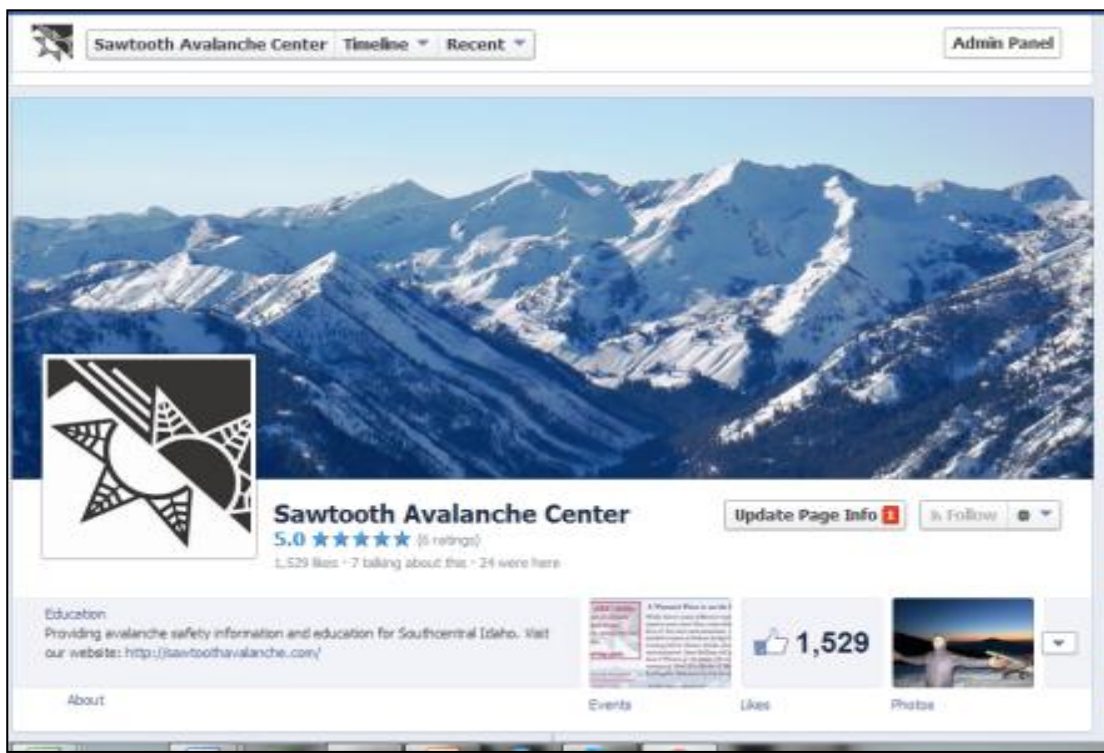 Sawtooth Avalanche Center Timeline Recent
Admin Panel
Sawtooth Avalanche Center
5.0 ★★★★★ (6 ratings)
1,529 likes · 7 talking about this · 24 were here
Update Page Info 1
Follow
Education
Providing avalanche safety information and education for Southcentral Idaho. Visit
our website: http://sawtoothavalanche.com/
About
1,529
Events
Likes
Photos